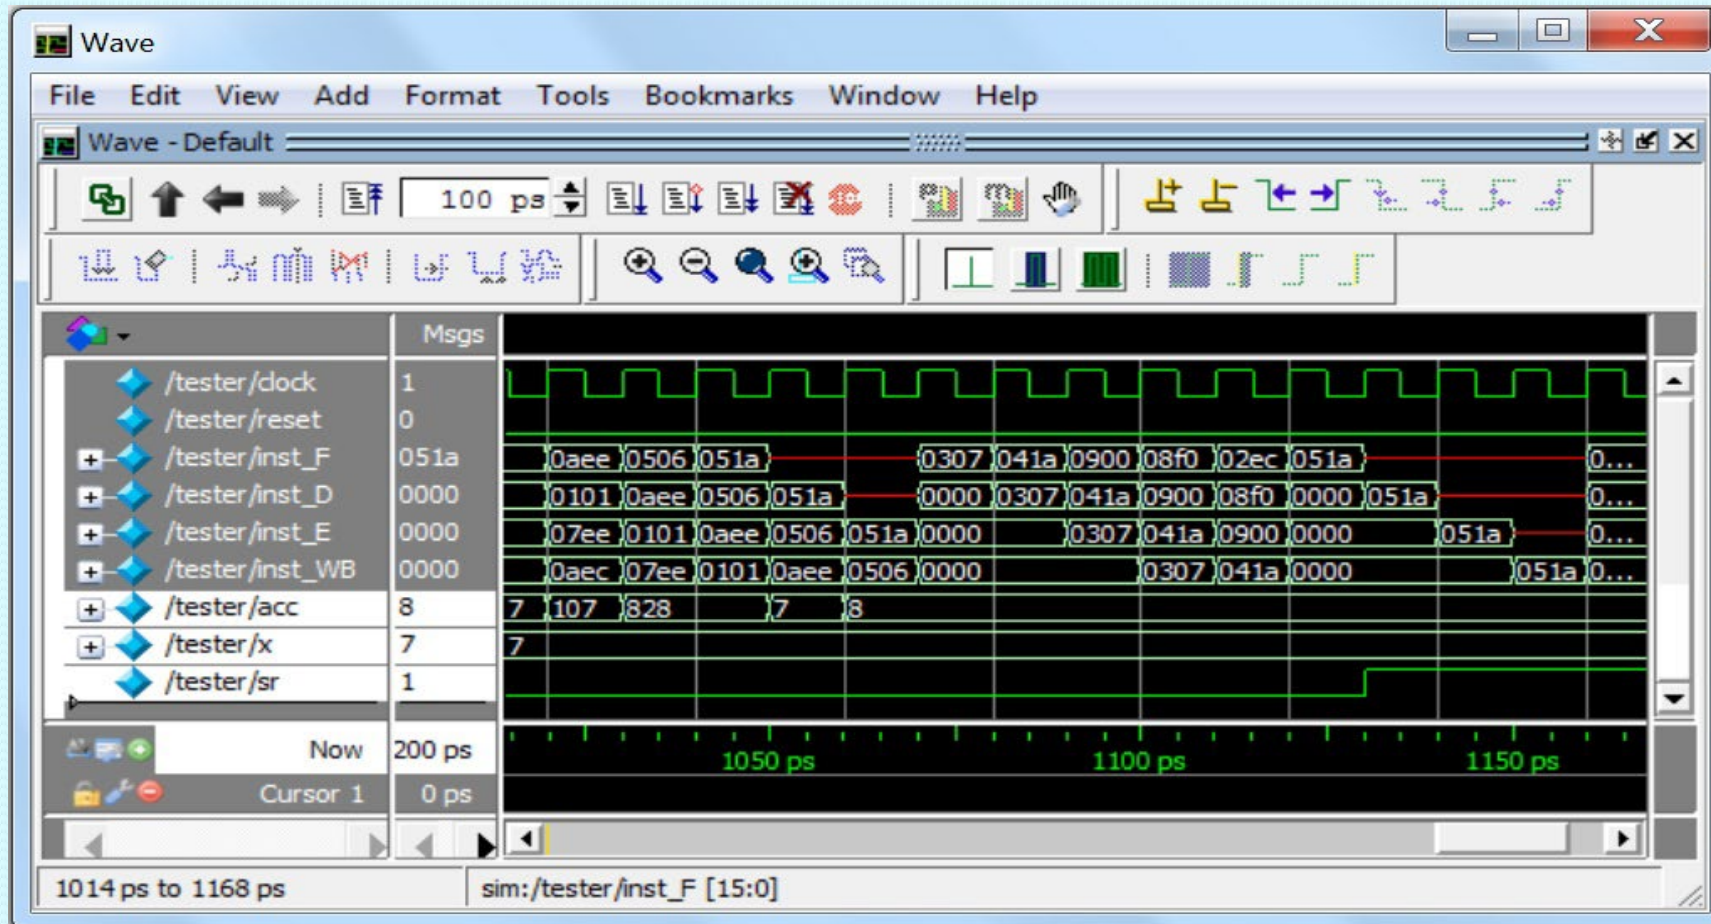 Wave
File Edit View Add Format Tools Bookmarks Window Help
Wave - Default
100 ps
Msgs
/tester/clock 1
/tester/reset 0
/tester/inst_F 051a 0aee 0506 051a 0307 041a 0900 08f0 02ec 051a 0...
/tester/inst_D 0000 0101 0aee 0506 051a 0000 0307 041a 0900 08f0 0000 051a 0...
/tester/inst_E 0000 07ee 0101 0aee 0506 051a 0000 0307 041a 0900 0000 051a 0...
/tester/inst_WB 0000 0aec 07ee 0101 0aee 0506 0000 0307 041a 0000 051a 0...
/tester/acc 8 7 107 828 7 8
/tester/x 7 7
/tester/sr 1
Now 200 ps 1050 ps 1100 ps 1150 ps
Cursor 1 0 ps
1014 ps to 1168 ps sim:/tester/inst_F [15:0]